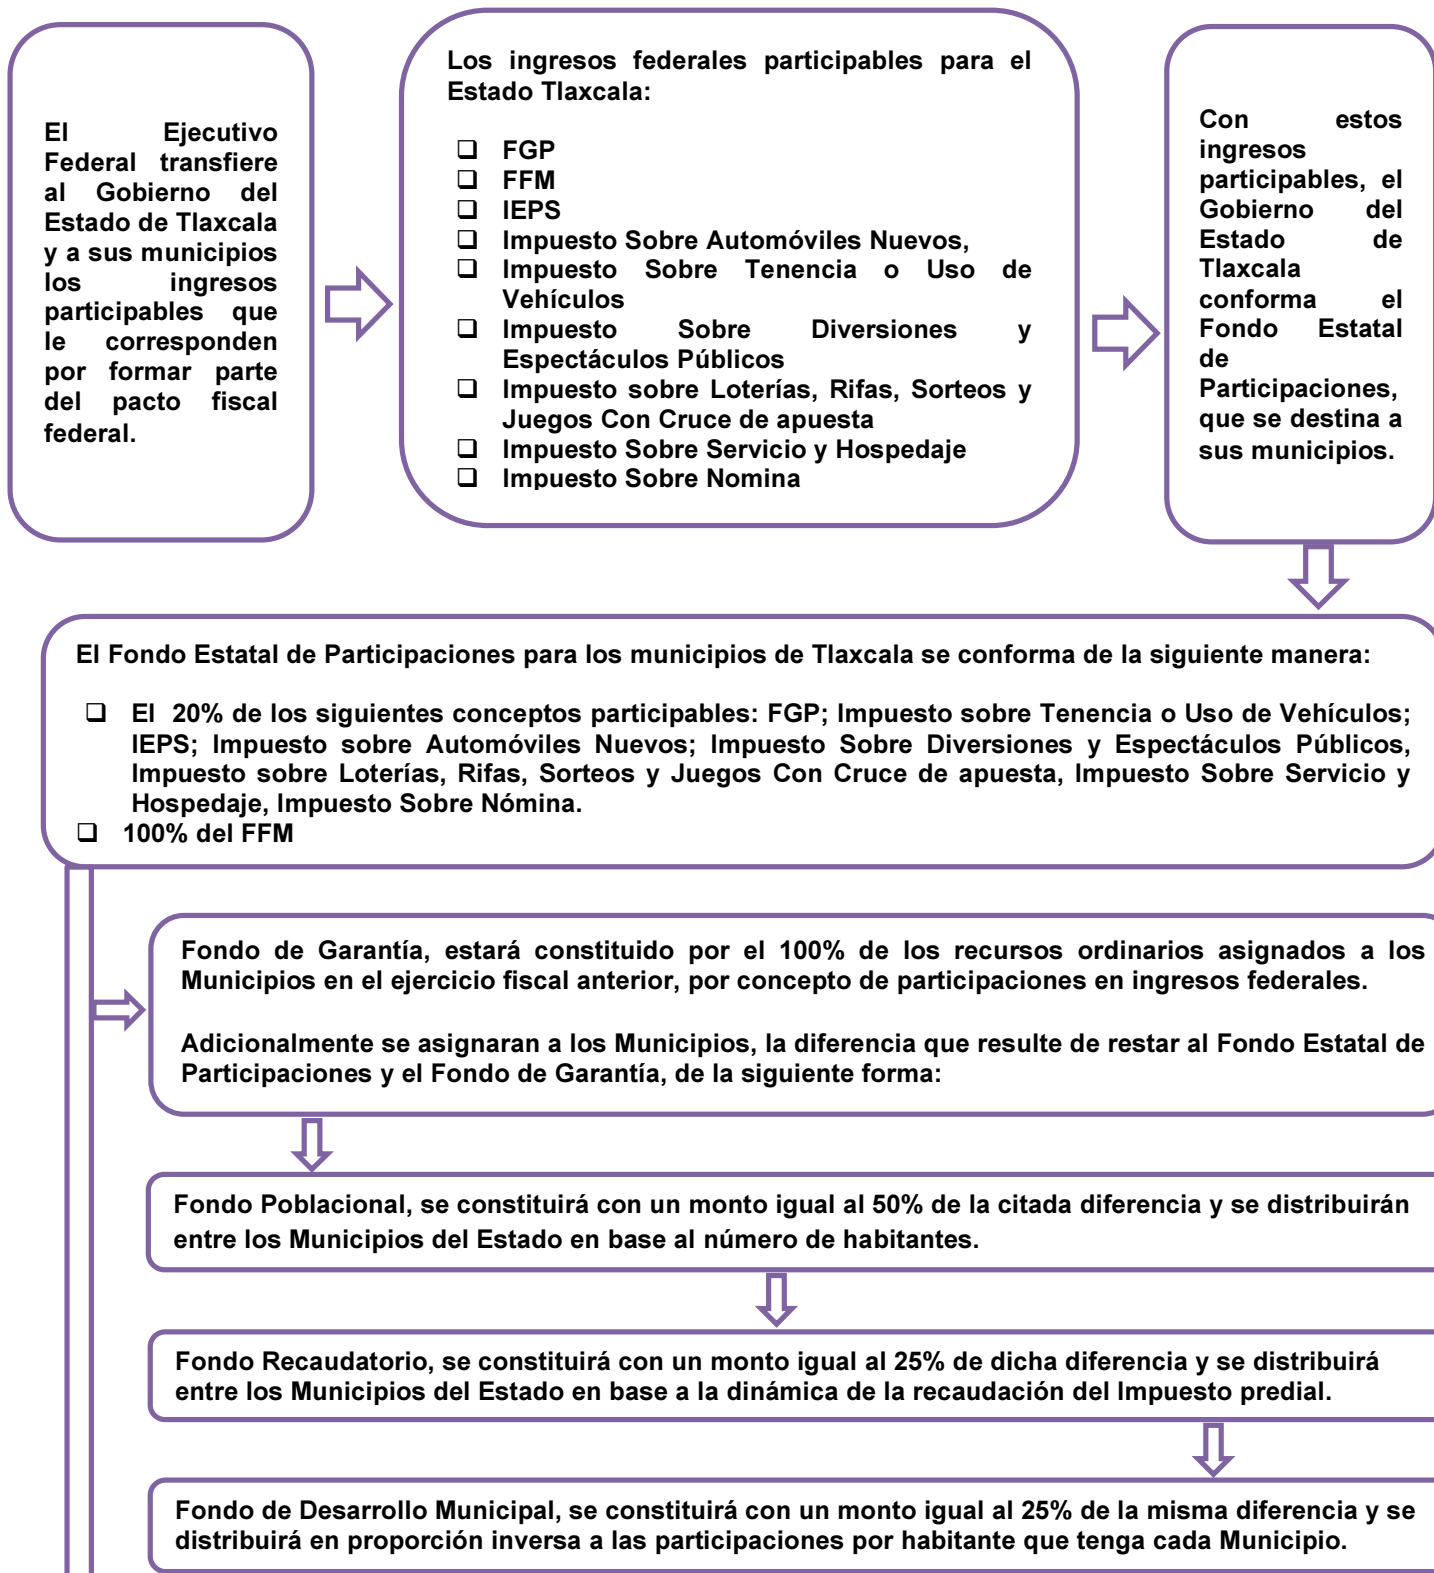 El Ejecutivo
Federal transfiere
al Gobierno del
Estado de Tlaxcala
y a sus municipios
los ingresos
participables que
le corresponden
por formar parte
del pacto fiscal
federal.
Los ingresos federales participables para el
Estado Tlaxcala:
❑ FGP
❑ FFM
❑ IEPS
❑ Impuesto Sobre Automóviles Nuevos,
❑ Impuesto Sobre Tenencia o Uso de
Vehículos
❑ Impuesto Sobre Diversiones y
Espectáculos Públicos
❑ Impuesto sobre Loterías, Rifas, Sorteos y
Juegos Con Cruce de apuesta
❑ Impuesto Sobre Servicio y Hospedaje
❑ Impuesto Sobre Nomina
Con estos
ingresos
participables, el
Gobierno del
Estado de
Tlaxcala
conforma el
Fondo Estatal
de
Participaciones,
que se destina a
sus municipios.
El Fondo Estatal de Participaciones para los municipios de Tlaxcala se conforma de la siguiente manera:
❑ El 20% de los siguientes conceptos participables: FGP; Impuesto sobre Tenencia o Uso de Vehículos;
IEPS; Impuesto sobre Automóviles Nuevos; Impuesto Sobre Diversiones y Espectáculos Públicos,
Impuesto sobre Loterías, Rifas, Sorteos y Juegos Con Cruce de apuesta, Impuesto Sobre Servicio y
Hospedaje, Impuesto Sobre Nómina.
❑ 100% del FFM
Fondo de Garantía, estará constituido por el 100% de los recursos ordinarios asignados a los
Municipios en el ejercicio fiscal anterior, por concepto de participaciones en ingresos federales.
Adicionalmente se asignaran a los Municipios, la diferencia que resulte de restar al Fondo Estatal de
Participaciones y el Fondo de Garantía, de la siguiente forma:
Fondo Poblacional, se constituirá con un monto igual al 50% de la citada diferencia y se distribuirán
entre los Municipios del Estado en base al número de habitantes.
Fondo Recaudatorio, se constituirá con un monto igual al 25% de dicha diferencia y se distribuirá
entre los Municipios del Estado en base a la dinámica de la recaudación del Impuesto predial.
Fondo de Desarrollo Municipal, se constituirá con un monto igual al 25% de la misma diferencia y se
distribuirá en proporción inversa a las participaciones por habitante que tenga cada Municipio.